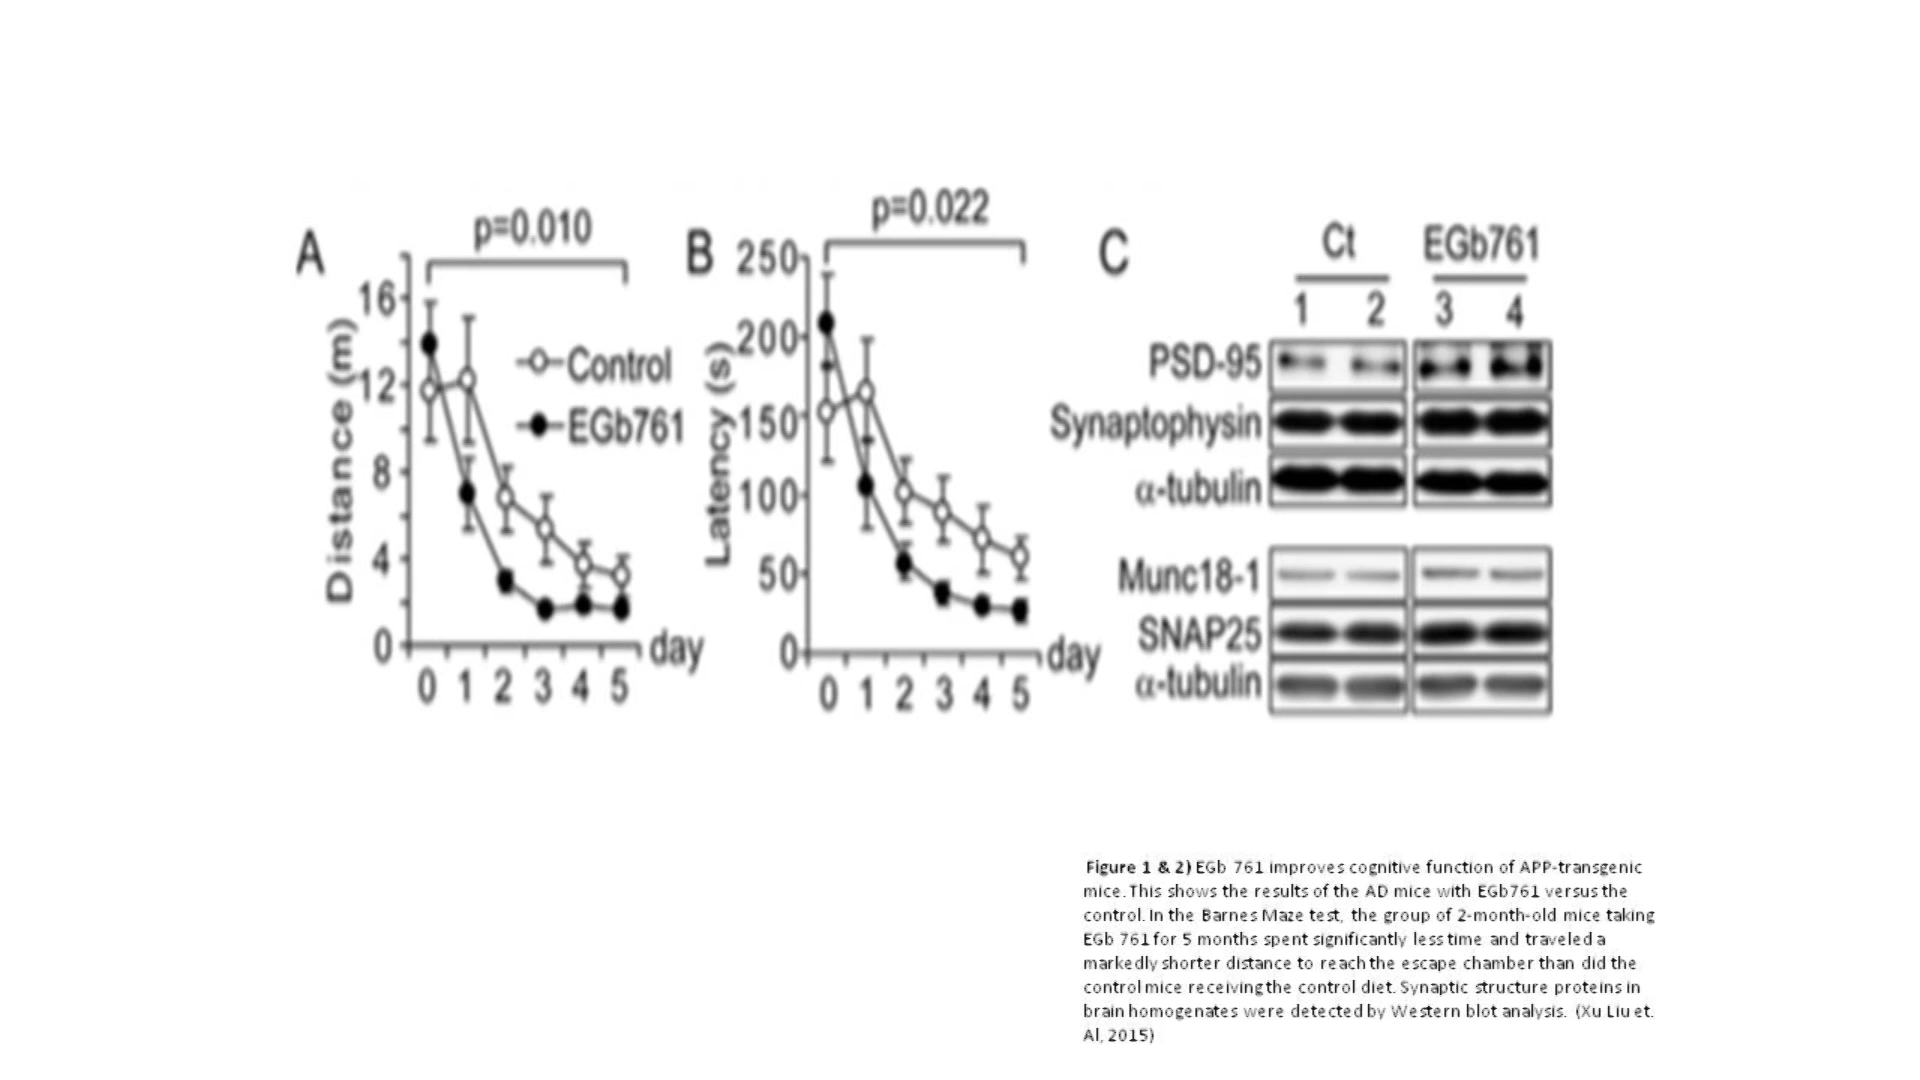 A
p=0.010
16
12
8
4
0
Distance (m)
Control
EGb761
day
0 1 2 3 4 5
B
p=0.022
250
200
150
100
50
0
Latency (s)
day
0 1 2 3 4 5
C
Ct EGb761
1 2 3 4
PSD-95
Synaptophysin
α-tubulin
Munc18-1
SNAP25
α-tubulin
Figure 1 & 2) EGb 761 improves cognitive function of APP-transgenic
mice. This shows the results of the AD mice with EGb761 versus the
control. In the Barnes Maze test, the group of 2-month-old mice taking
EGb 761 for 5 months spent significantly less time and traveled a
markedly shorter distance to reach the escape chamber than did the
control mice receiving the control diet. Synaptic structure proteins in
brain homogenates were detected by Western blot analysis. (Xu Liu et.
Al, 2015)